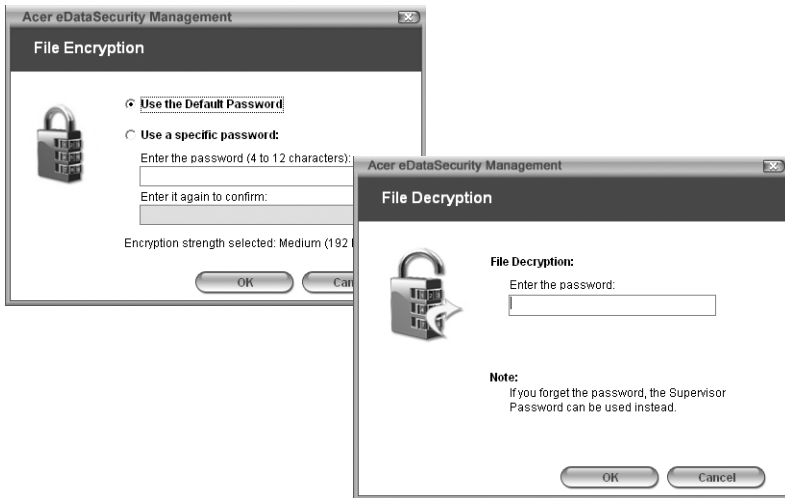 Acer eDataSecurity Management
File Encryption
Use the Default Password
Use a specific password:
Enter the password (4 to 12 characters):
Enter it again to confirm:
Encryption strength selected: Medium (192
OK
Can
Acer eDataSecurity Management
File Decryption
File Decryption:
Enter the password:
Note:
If you forget the password, the Supervisor
Password can be used instead.
OK
Cancel